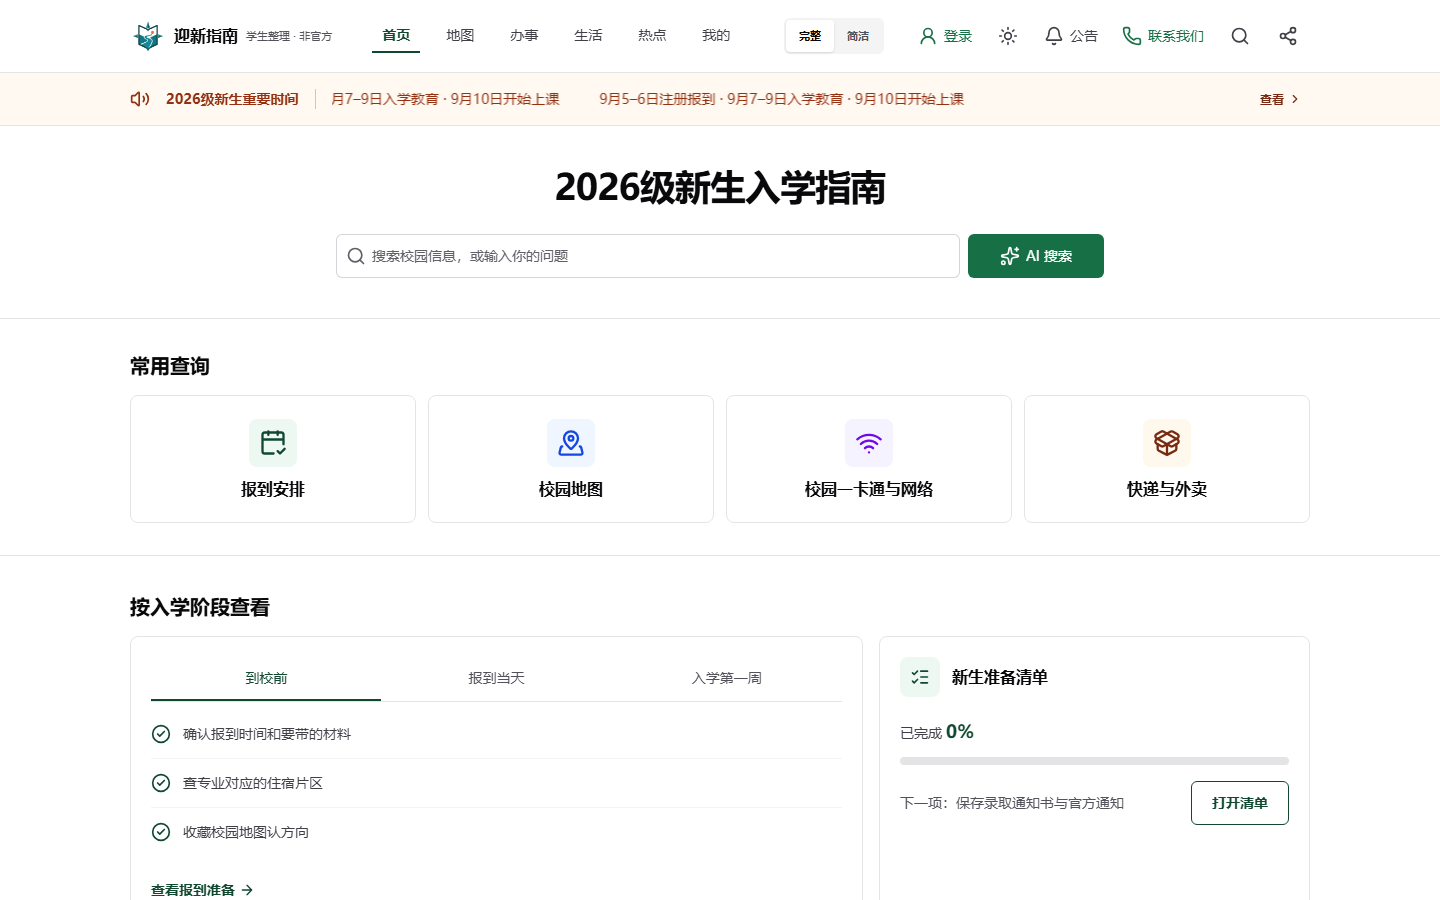 迎新指南 学生整理 · 非官方 首页 地图 办事 生活 热点 我的 完整 简洁 登录 公告 联系我们
2026级新生重要时间 月7–9日入学教育 · 9月10日开始上课 9月5–6日注册报到 · 9月7–9日入学教育 · 9月10日开始上课 查看
2026级新生入学指南
搜索校园信息，或输入你的问题 AI 搜索
常用查询
报到安排 校园地图 校园一卡通与网络 快递与外卖
按入学阶段查看
到校前 报到当天 入学第一周
确认报到时间和要带的材料
查专业对应的住宿片区
收藏校园地图认方向
查看报到准备
新生准备清单
已完成 0%
下一项：保存录取通知书与官方通知 打开清单